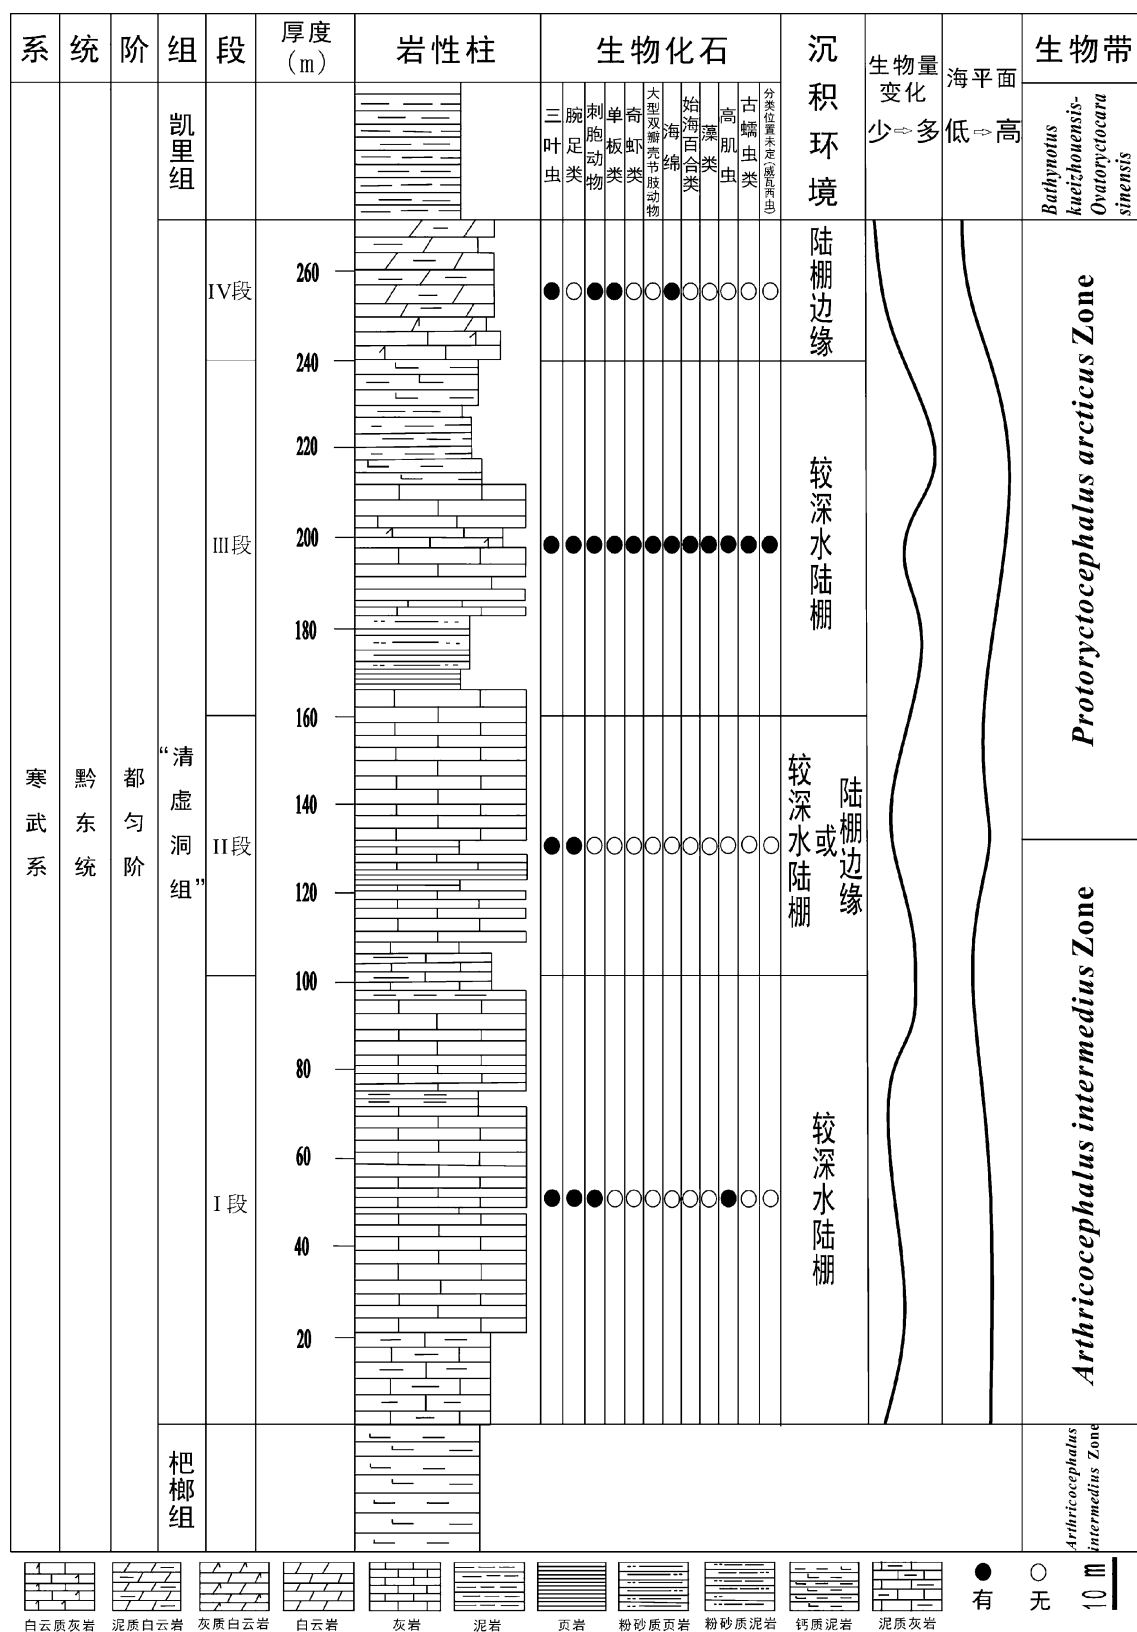 系 统 阶 组 段 厚度(m) 岩性柱 生物化石 沉积环境 生物量变化 少⇨多 海平面 低⇨高 生物带
三叶虫
腕足类
刺胞动物
单板类
奇虾类
大型双瓣壳节肢动物
海绵
始海百合类
藻类
高肌虫
古蠕虫类
分类位置未定(威瓦西虫)
凯里组
Bathynotus
kueizhouensis-
Ovatoryctocara
sinensis
寒武系
黔东统
都匀阶
“清虚洞组”
IV段
III段
II段
I段
260
240
220
200
180
160
140
120
100
80
60
40
20
陆棚边缘
较深水陆棚
较深水陆棚
或
陆棚边缘
较深水陆棚
Protoryctocephalus arcticus Zone
Arthricocephalus intermedius Zone
杷榔组
Arthricocephalus
intermedius Zone
白云质灰岩 泥质白云岩 灰质白云岩 白云岩 灰岩 泥岩 页岩 粉砂质页岩 粉砂质泥岩 钙质泥岩 泥质灰岩 有 无 10 m